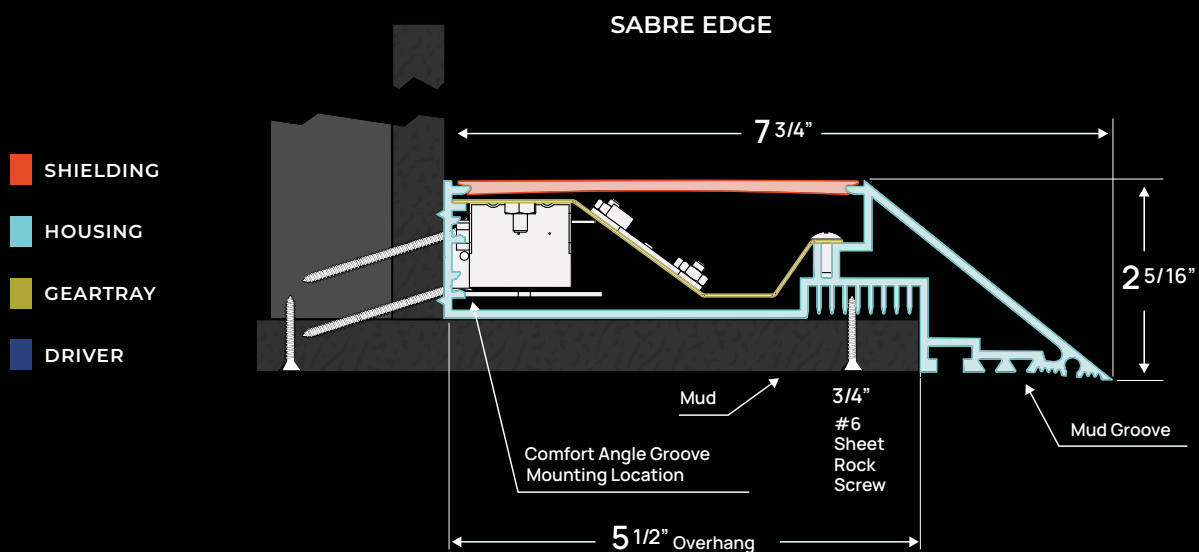 SABRE EDGE
7 3/4”
SHIELDING
HOUSING
GEARTRAY
DRIVER
2 5/16”
Mud
3/4”
#6
Sheet
Rock
Screw
Mud Groove
Comfort Angle Groove
Mounting Location
5 1/2” Overhang